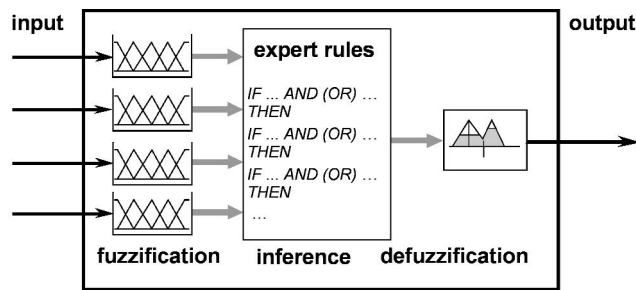 input
output
expert rules
IF ... AND (OR) ...
THEN
IF ... AND (OR) ...
THEN
IF ... AND (OR) ...
THEN
...
fuzzification
inference
defuzzification